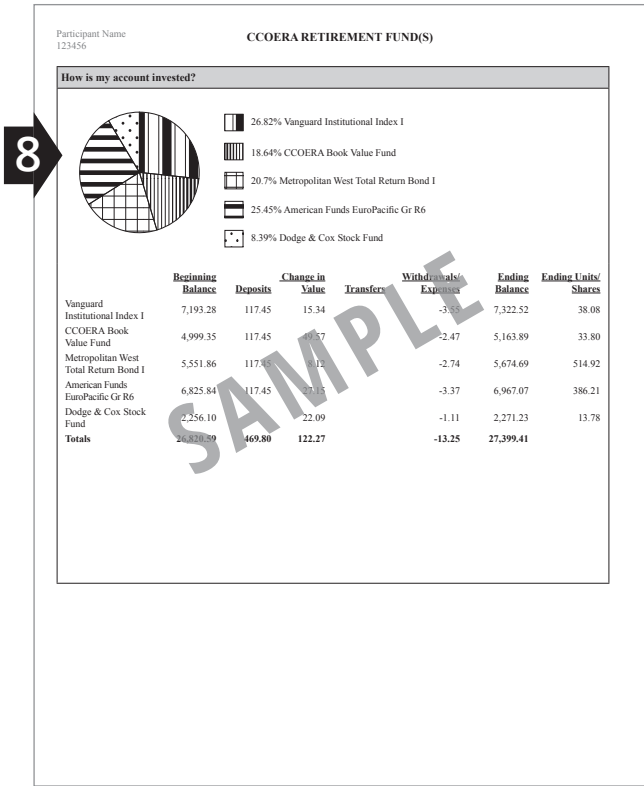 Participant Name
123456
CCOERA RETIREMENT FUND(S)
How is my account invested?
8
26.82% Vanguard Institutional Index I
18.64% CCOERA Book Value Fund
20.7% Metropolitan West Total Return Bond I
25.45% American Funds EuroPacific Gr R6
8.39% Dodge & Cox Stock Fund
Beginning Balance Deposits Change in Value Transfers Withdrawals/ Expenses Ending Balance Ending Units/ Shares
Vanguard
Institutional Index I 7,193.28 117.45 15.34 -3.55 7,322.52 38.08
CCOERA Book
Value Fund 4,999.35 117.45 49.57 -2.47 5,163.89 33.80
Metropolitan West
Total Return Bond I 5,551.86 117.45 8.12 -2.74 5,674.69 514.92
American Funds
EuroPacific Gr R6 6,825.84 117.45 27.15 -3.37 6,967.07 386.21
Dodge & Cox Stock
Fund 2,256.10 22.09 -1.11 2,271.23 13.78
Totals 26,820.59 469.80 122.27 -13.25 27,399.41
SAMPLE